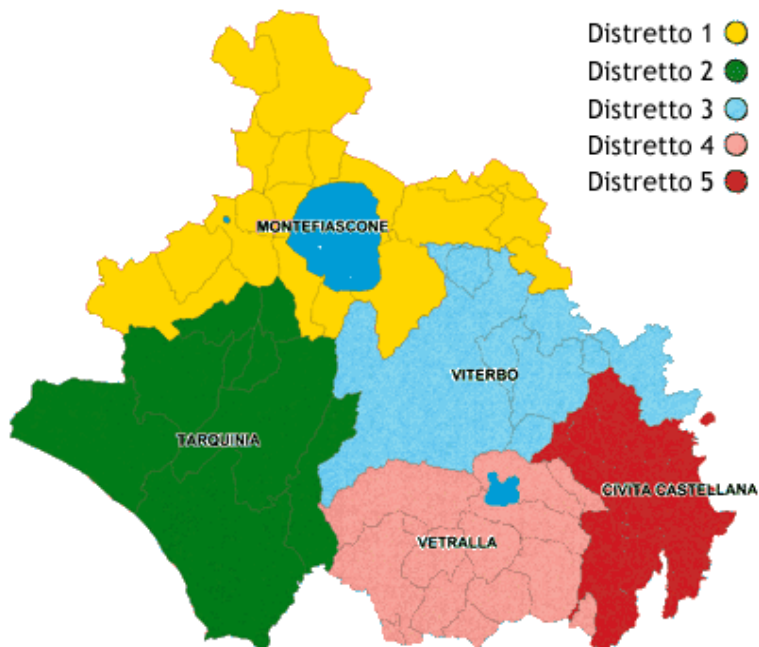 Distretto 1
Distretto 2
Distretto 3
Distretto 4
Distretto 5
MONTEFIASCONE
VITERBO
TARQUINIA
CIVITA CASTELLANA
VETRALLA